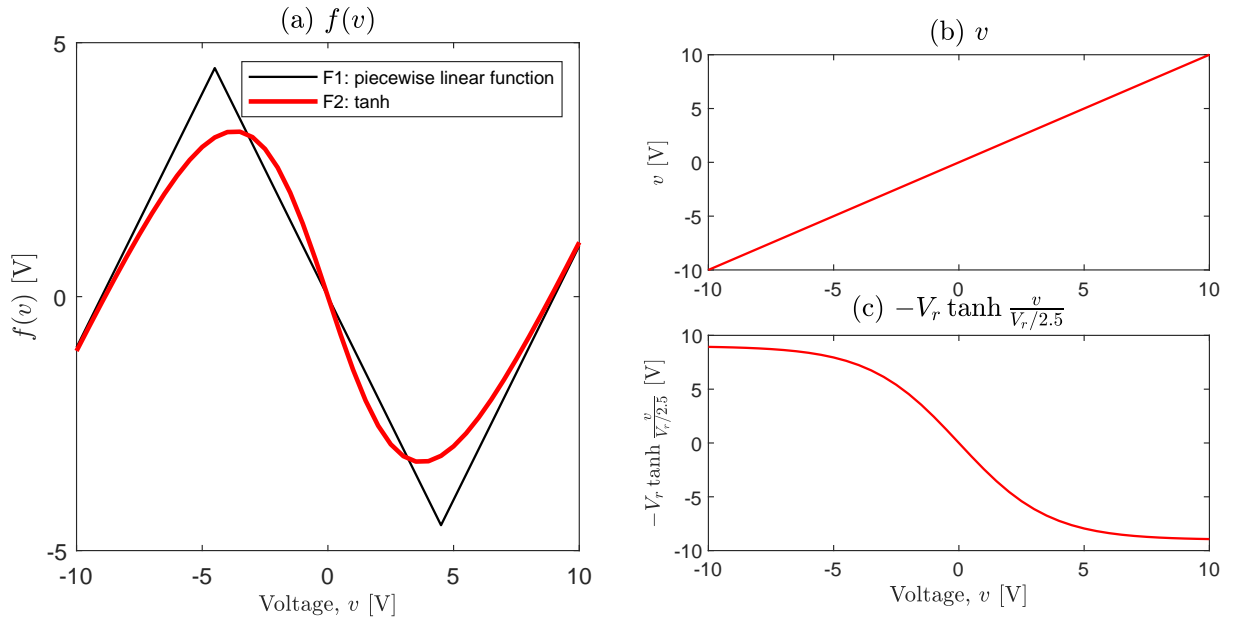 (a) f(v)
5
0
-5
f(v) [V]
F1: piecewise linear function
F2: tanh
-10 -5 0 5 10
Voltage, v [V]
(b) v
10
5
0
-5
-10
v [V]
-10 -5 0 5 10
(c) −V_r tanh \frac{v}{V_r/2.5}
10
5
0
-5
-10
−V_r tanh \frac{v}{V_r/2.5} [V]
-10 -5 0 5 10
Voltage, v [V]